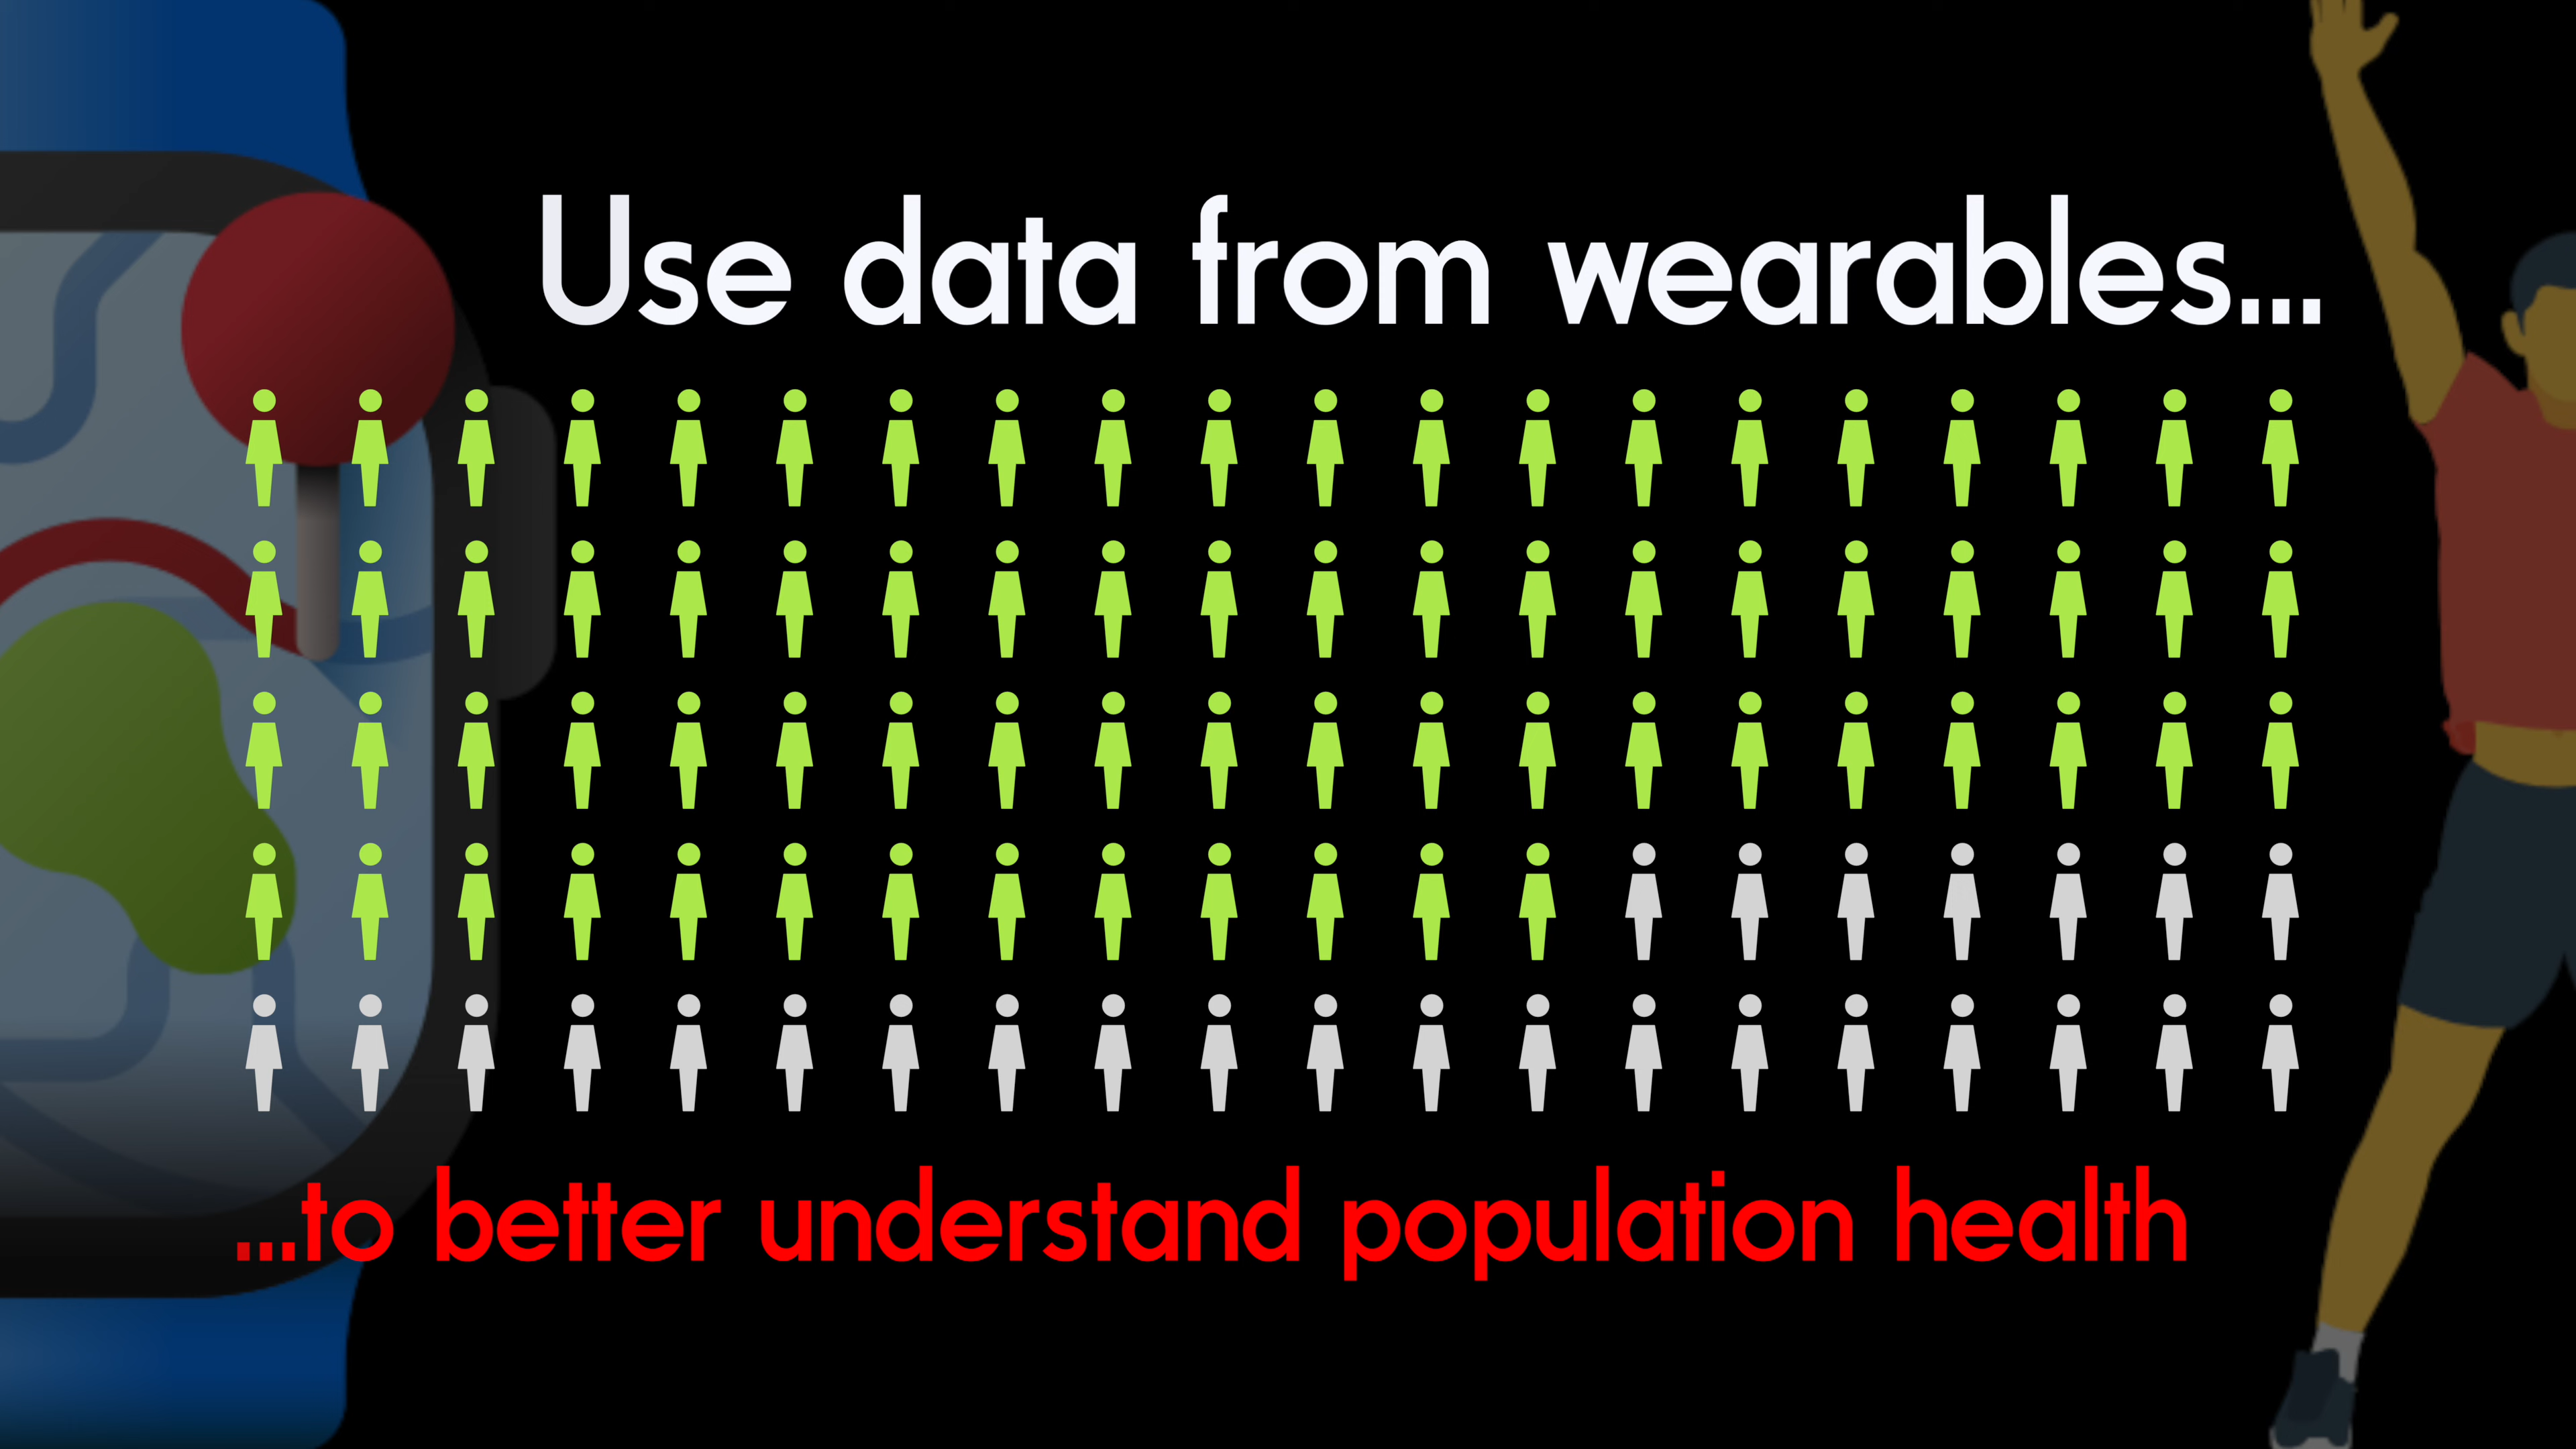 Use data from wearables...
...to better understand population health